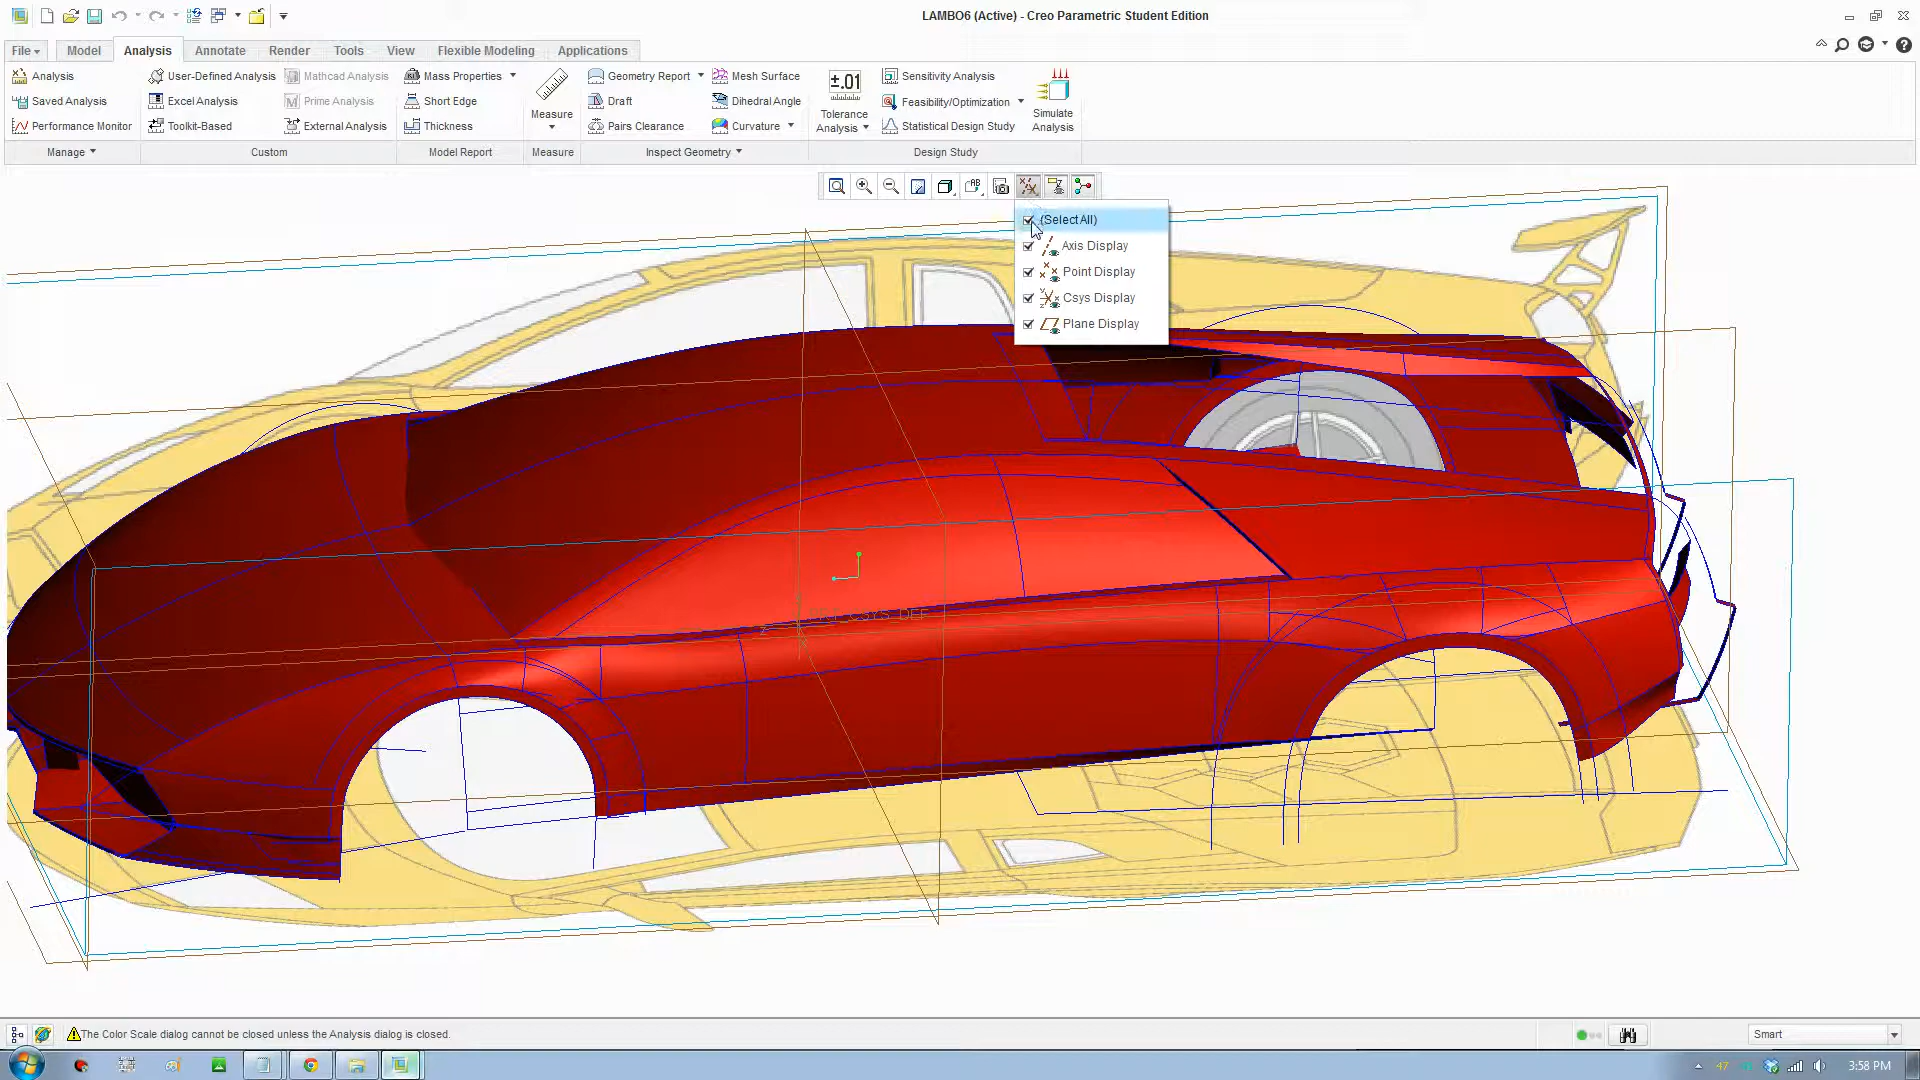 LAMBO6 (Active) - Creo Parametric Student Edition
File Model Analysis Annotate Render Tools View Flexible Modeling Applications
Analysis User-Defined Analysis Mathcad Analysis Mass Properties Geometry Report Mesh Surface Sensitivity Analysis
Saved Analysis Excel Analysis Prime Analysis Short Edge Draft Dihedral Angle Feasibility/Optimization
Performance Monitor Toolkit-Based External Analysis Thickness Pairs Clearance Curvature Statistical Design Study
Measure
±.01
Tolerance Analysis
Simulate Analysis
Manage Custom Model Report Measure Inspect Geometry Design Study
(Select All)
Axis Display
Point Display
Csys Display
Plane Display
PRT_CSYS_DEF
The Color Scale dialog cannot be closed unless the Analysis dialog is closed.
Smart
47
3:58 PM